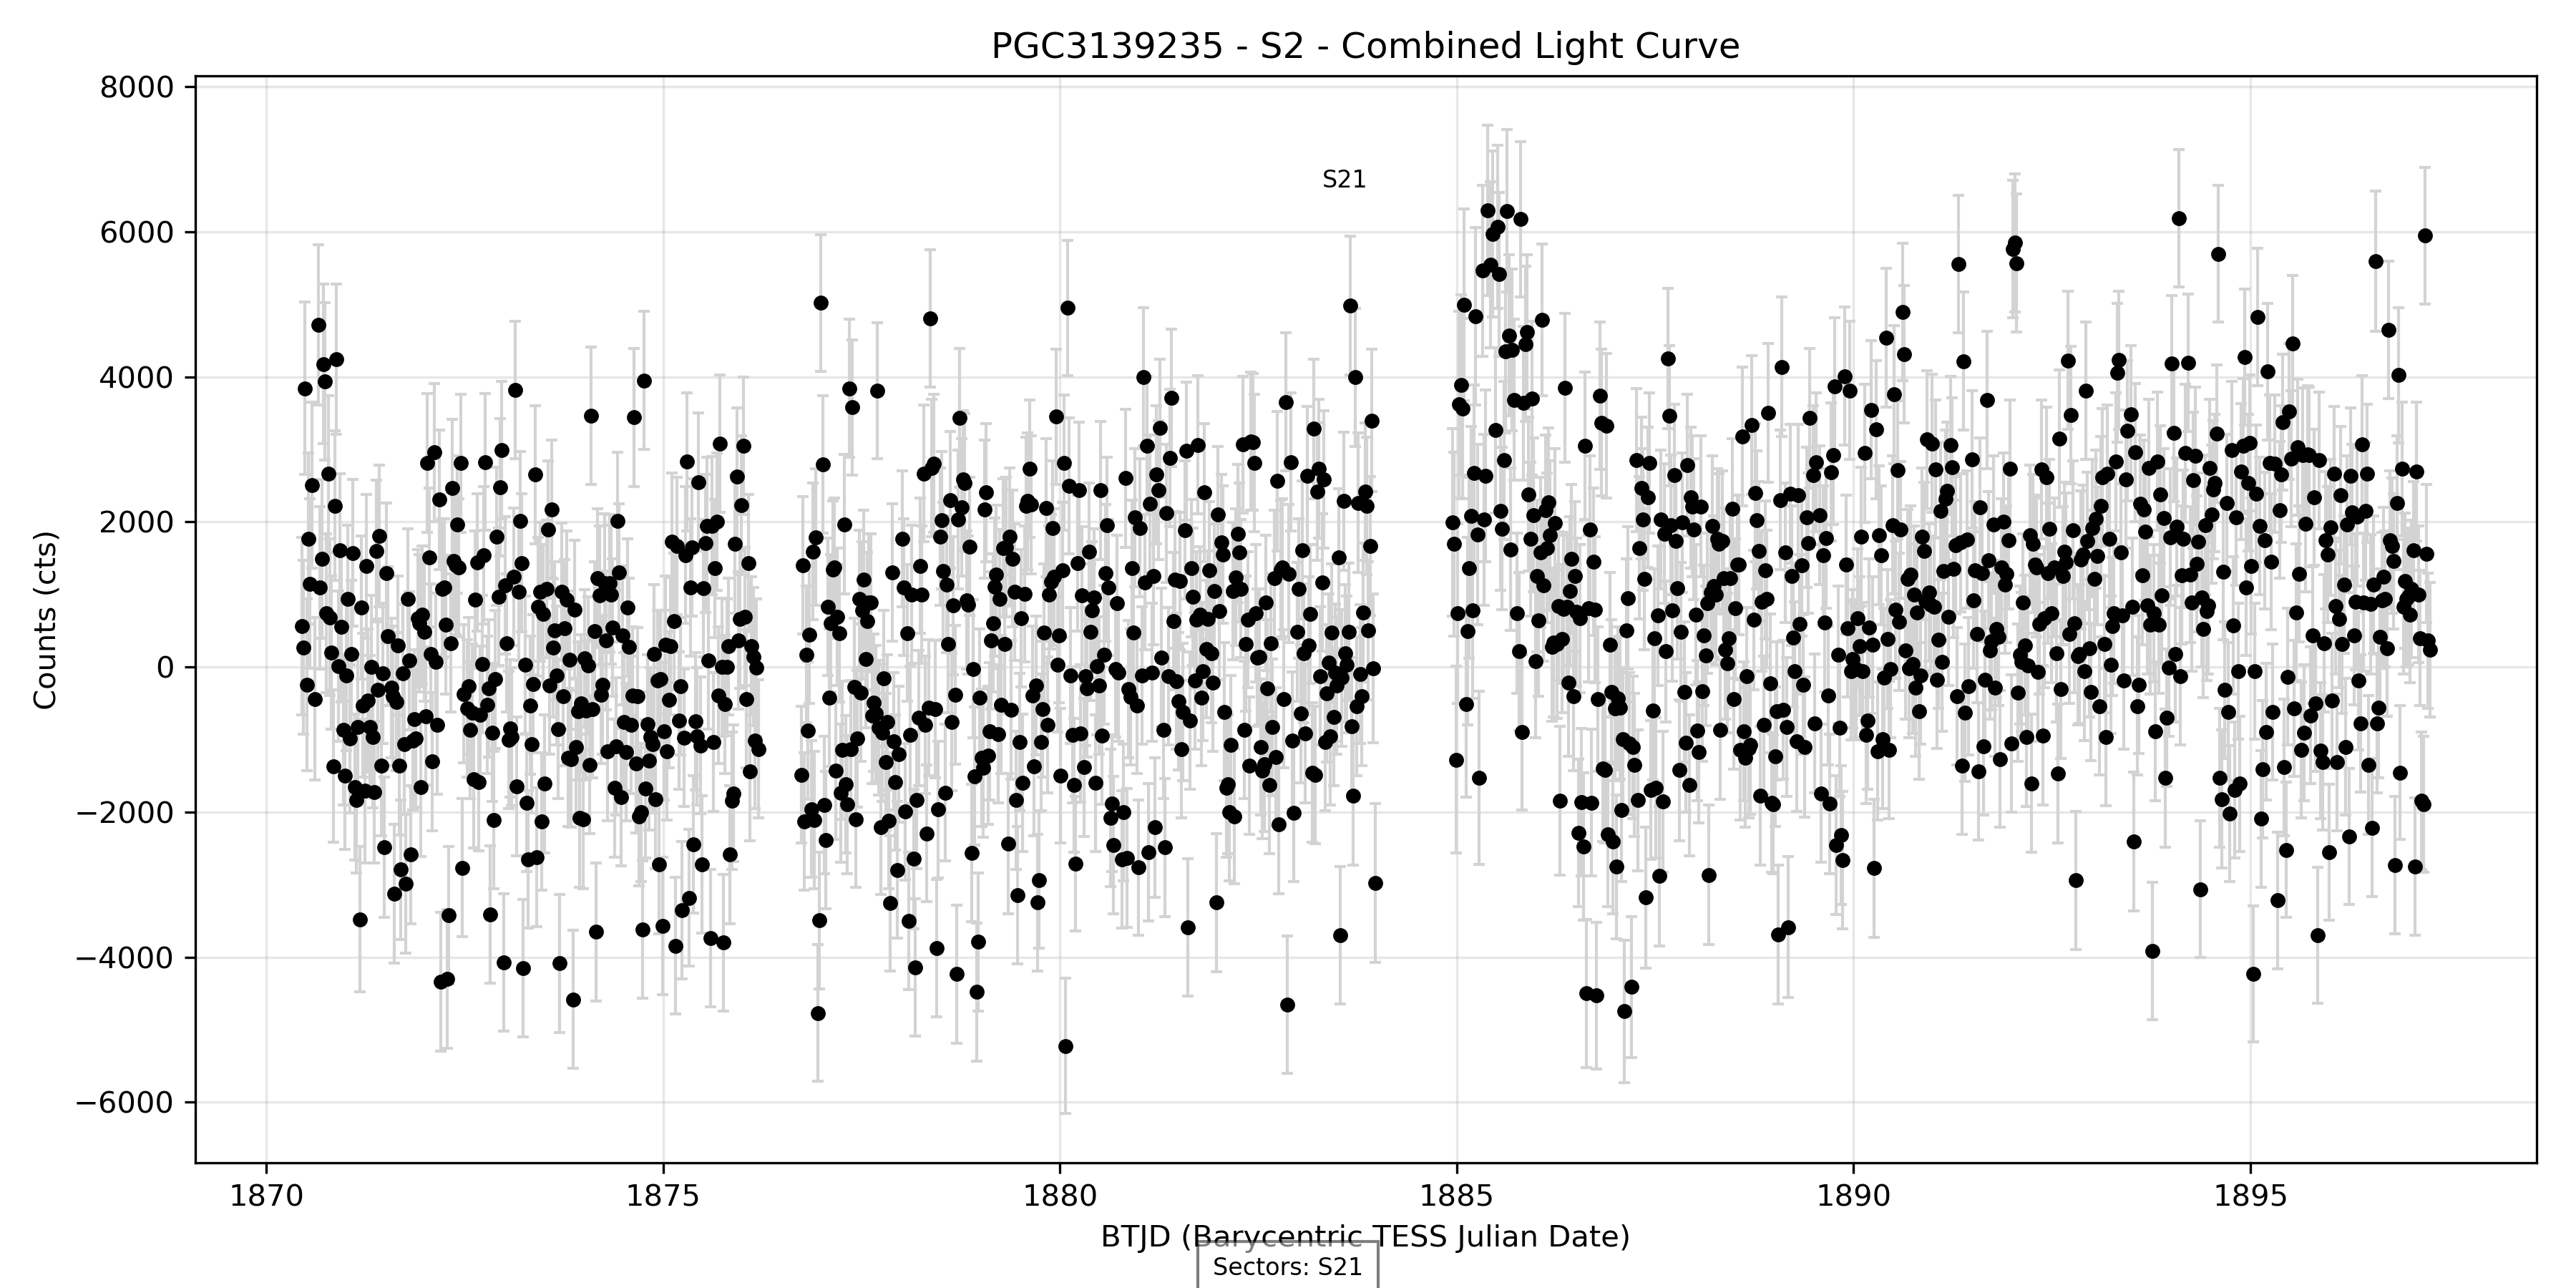 PGC3139235 - S2 - Combined Light Curve
8000
6000
4000
2000
0
−2000
−4000
−6000
Counts (cts)
S21
1870
1875
1880
1885
1890
1895
BTJD (Barycentric TESS Julian Date)
Sectors: S21